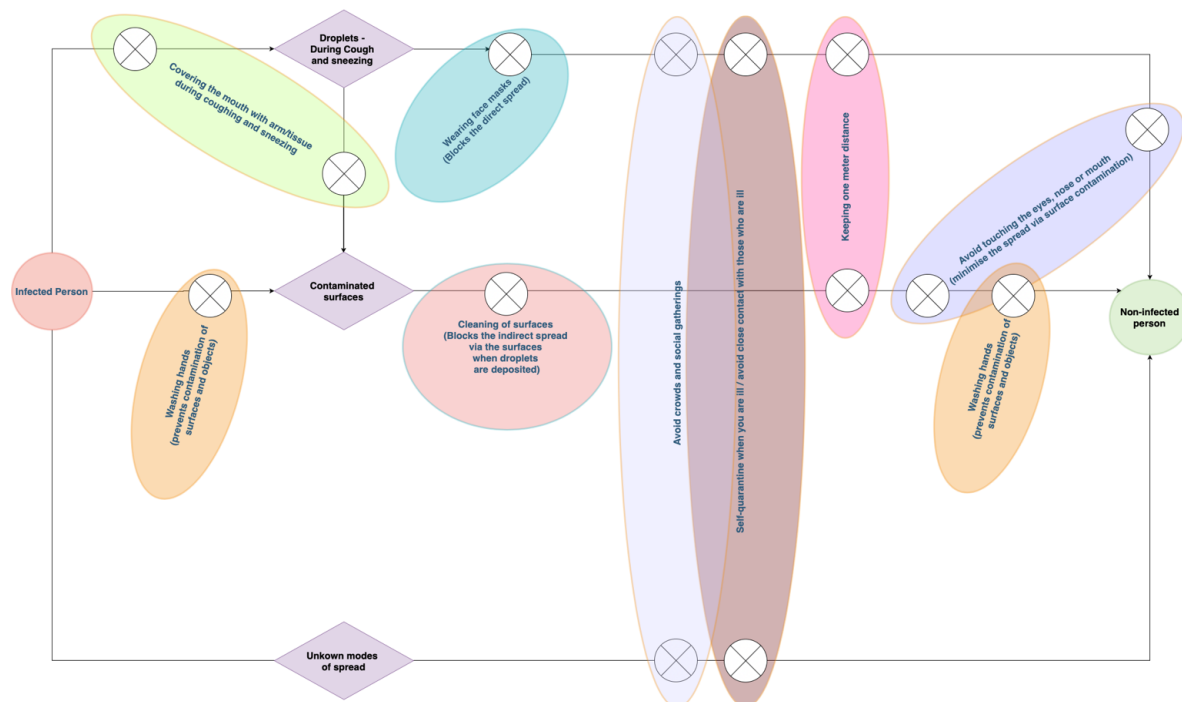 Droplets -
During Cough
and sneezing
Covering the mouth with arm/tissue
during coughing and sneezing
Wearing face masks
(Blocks the direct spread)
Keeping one meter distance
Avoid touching the eyes, nose or mouth
(minimise the spread via surface contamination)
Infected Person
Washing hands
(prevents contamination of
surfaces and objects)
Contaminated
surfaces
Cleaning of surfaces
(Blocks the indirect spread
via the surfaces
when droplets
are deposited)
Avoid crowds and social gatherings
Self-quarantine when you are ill / avoid close contact with those who are ill
Washing hands
(prevents contamination of
surfaces and objects)
Non-infected
person
Unkown modes
of spread